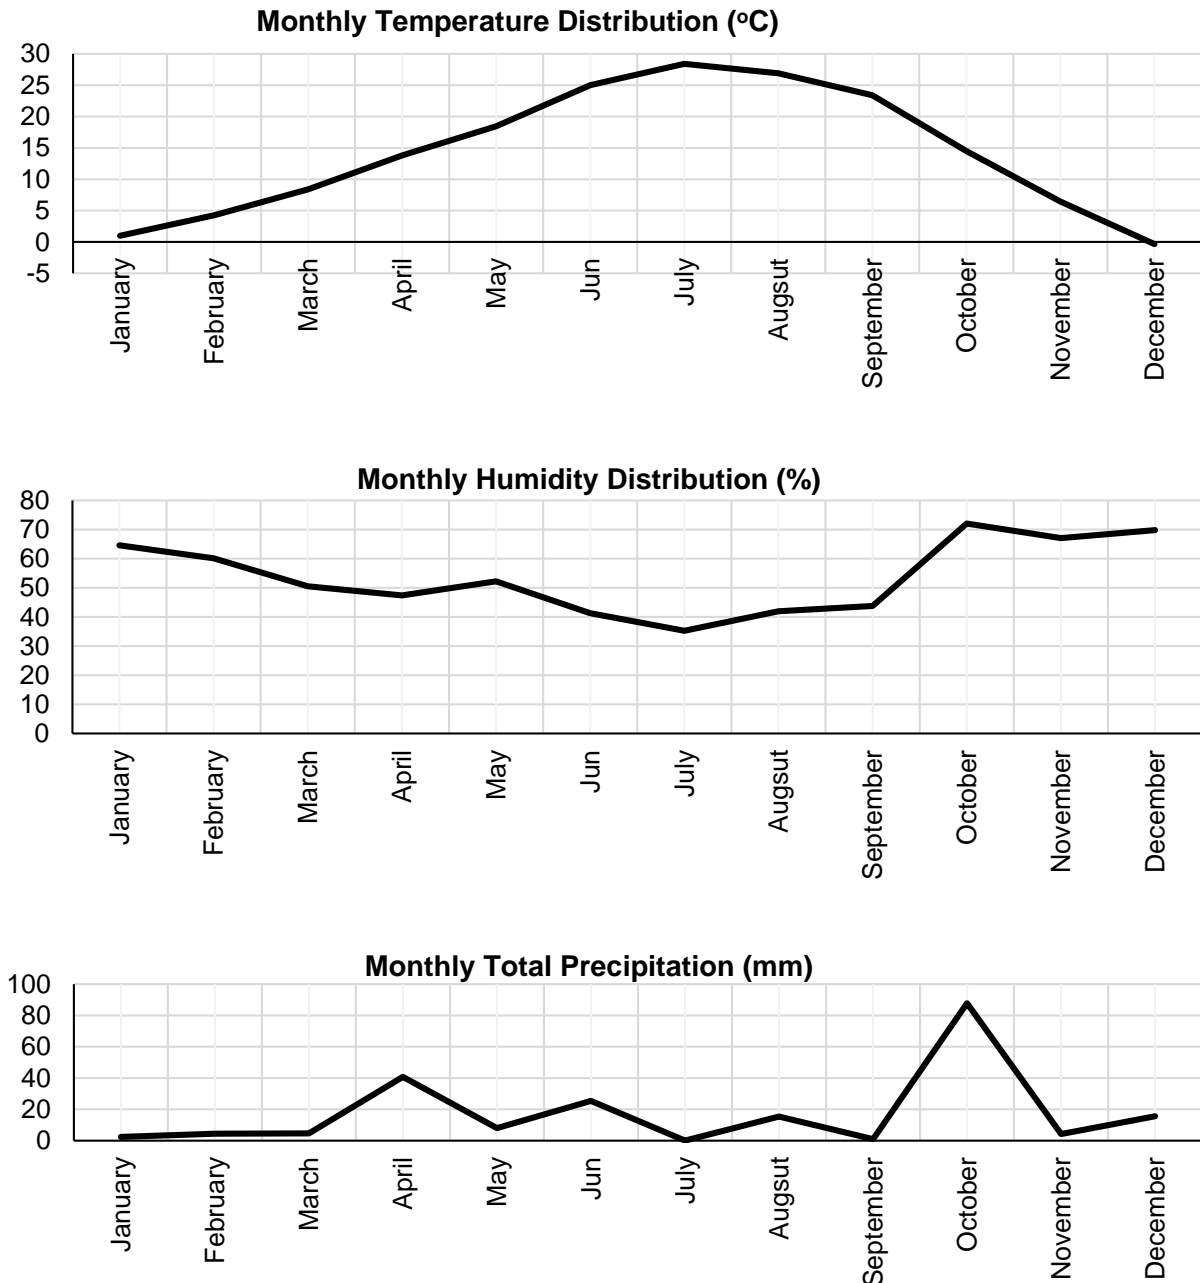 Monthly Temperature Distribution (oC)
30
25
20
15
10
5
0
-5
January
February
March
April
May
Jun
July
Augsut
September
October
November
December
Monthly Humidity Distribution (%)
80
70
60
50
40
30
20
10
0
January
February
March
April
May
Jun
July
Augsut
September
October
November
December
Monthly Total Precipitation (mm)
100
80
60
40
20
0
January
February
March
April
May
Jun
July
Augsut
September
October
November
December